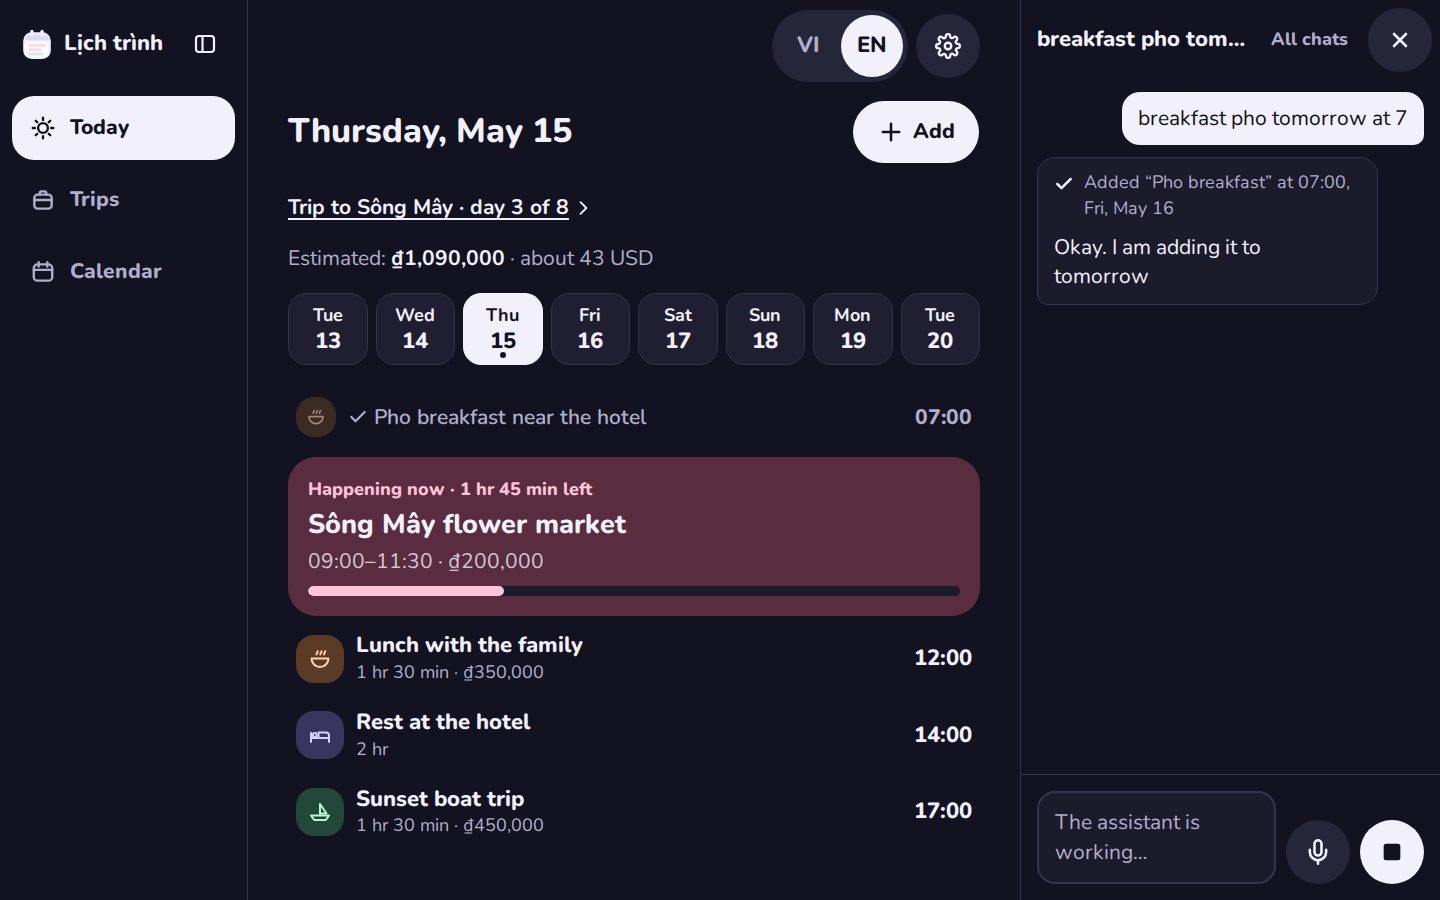 Lịch trình
Today
Trips
Calendar
VI
EN
Thursday, May 15
Add
Trip to Sông Mây · day 3 of 8
Estimated: ₫1,090,000 · about 43 USD
Tue
13
Wed
14
Thu
15
Fri
16
Sat
17
Sun
18
Mon
19
Tue
20
Pho breakfast near the hotel
07:00
Happening now · 1 hr 45 min left
Sông Mây flower market
09:00–11:30 · ₫200,000
Lunch with the family
1 hr 30 min · ₫350,000
12:00
Rest at the hotel
2 hr
14:00
Sunset boat trip
1 hr 30 min · ₫450,000
17:00
breakfast pho tom...
All chats
breakfast pho tomorrow at 7
Added “Pho breakfast” at 07:00,
Fri, May 16
Okay. I am adding it to
tomorrow
The assistant is
working...